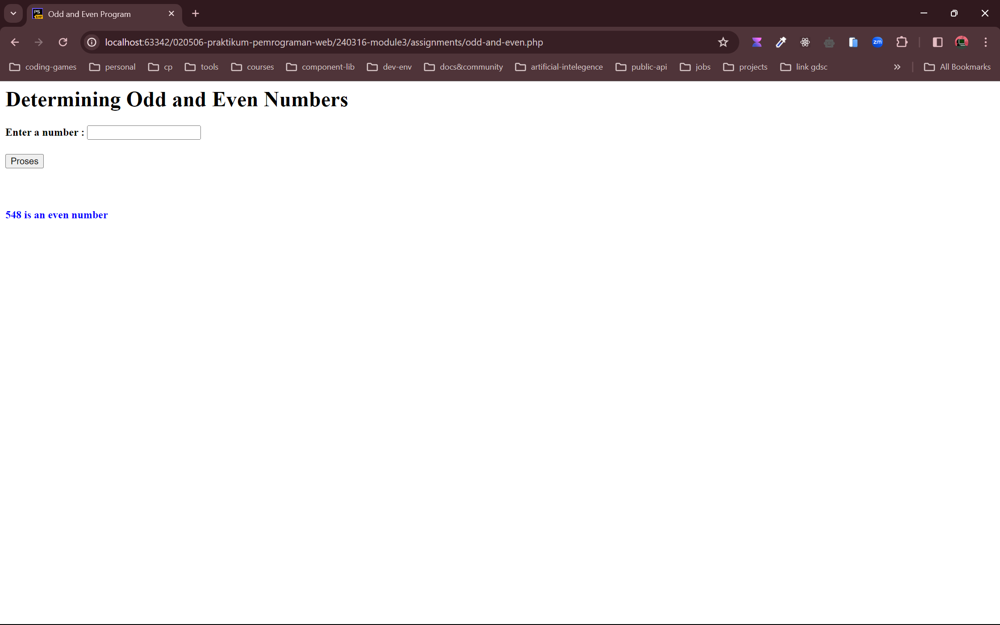 Odd and Even Program
localhost:63342/020506-praktikum-pemrograman-web/240316-module3/assignments/odd-and-even.php
zm
coding-games personal cp tools courses component-lib dev-env docs&community artificial-intelegence public-api jobs projects link gdsc All Bookmarks
Determining Odd and Even Numbers
Enter a number :
Proses
548 is an even number